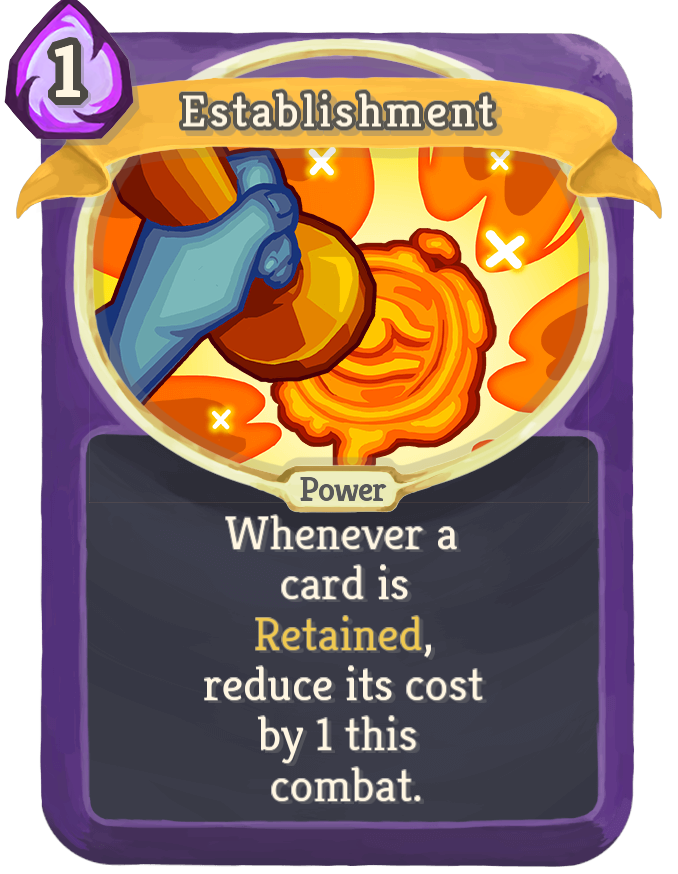 1
Establishment
Power
Whenever a
card is
Retained,
reduce its cost
by 1 this
combat.